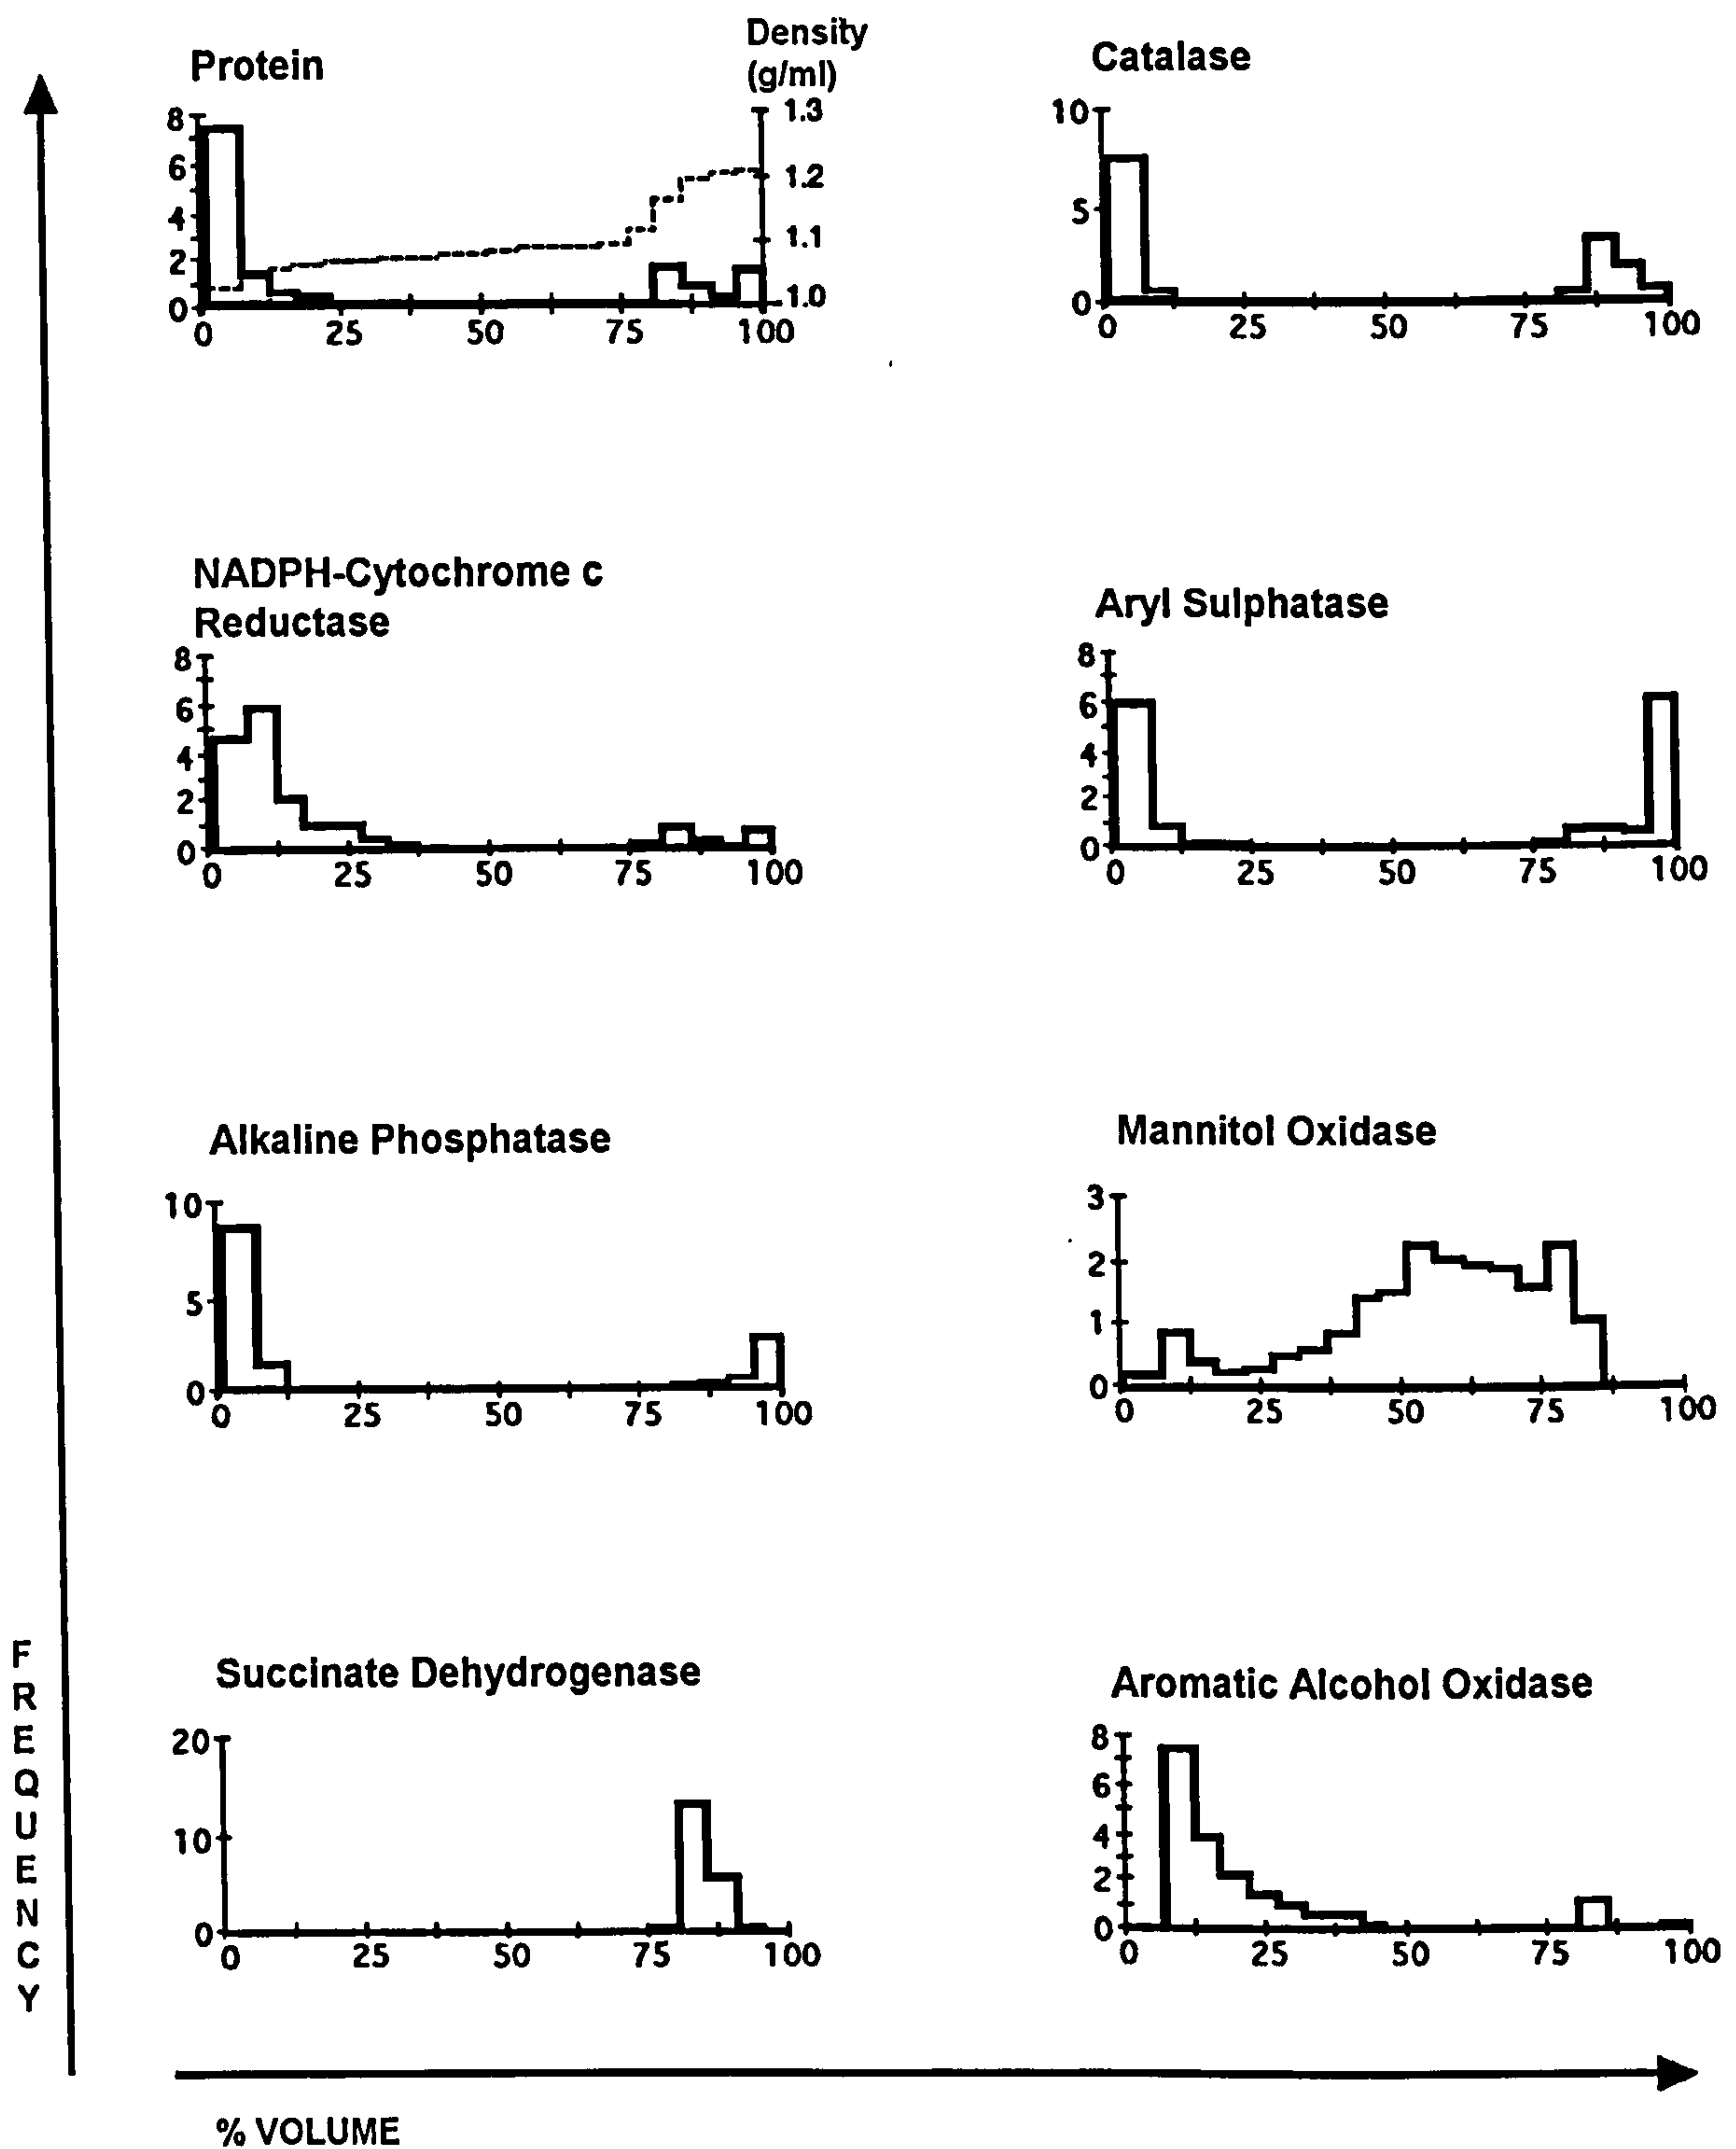 Protein
Density
(g/ml)
8
6
4
2
0
1.3
1.2
1.1
1.0
0 25 50 75 100
Catalase
10
5
0
0 25 50 75 100
NADPH-Cytochrome c
Reductase
8
6
4
2
0
0 25 50 75 100
Aryl Sulphatase
8
6
4
2
0
0 25 50 75 100
Alkaline Phosphatase
10
5
0
0 25 50 75 100
Mannitol Oxidase
3
2
1
0
0 25 50 75 100
Succinate Dehydrogenase
20
10
0
0 25 50 75 100
Aromatic Alcohol Oxidase
8
6
4
2
0
0 25 50 75 100
FREQUENCY
% VOLUME